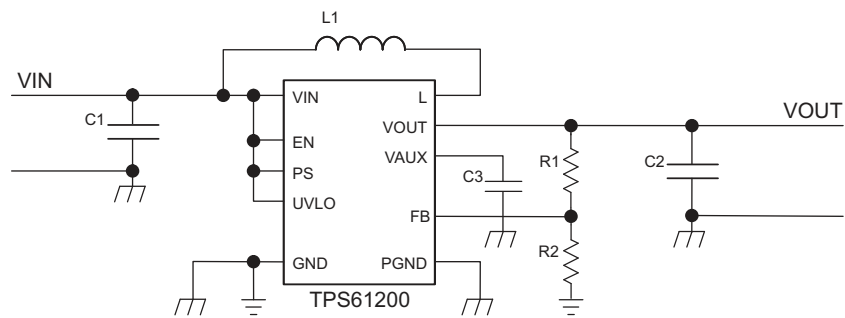 L1
VIN
VIN
L
VOUT
C1
VOUT
EN
VAUX
R1
C2
PS
C3
UVLO
FB
R2
GND
PGND
TPS61200